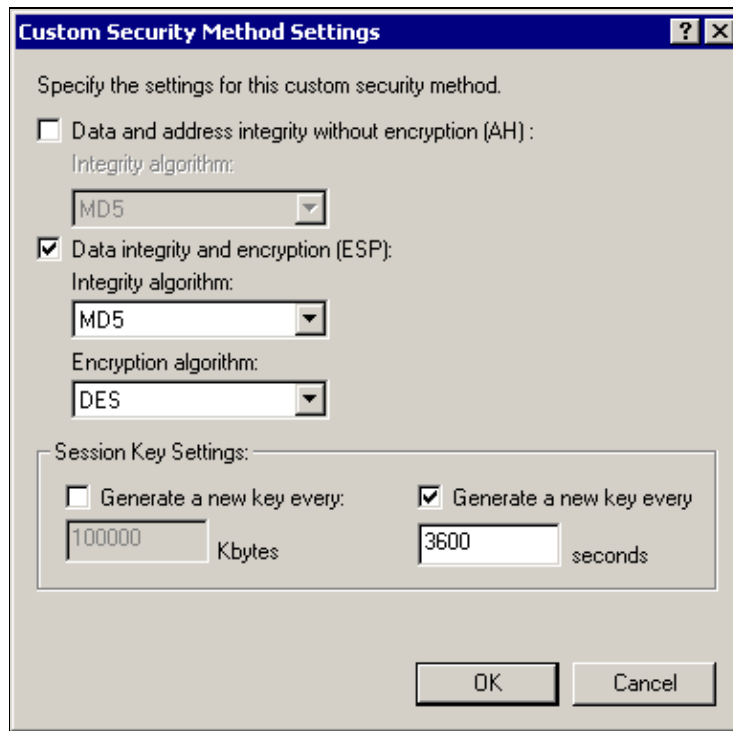 Custom Security Method Settings
Specify the settings for this custom security method.
Data and address integrity without encryption (AH) :
Integrity algorithm:
MD5
Data integrity and encryption (ESP):
Integrity algorithm:
MD5
Encryption algorithm:
DES
Session Key Settings:
Generate a new key every: Generate a new key every
100000 Kbytes 3600 seconds
OK Cancel